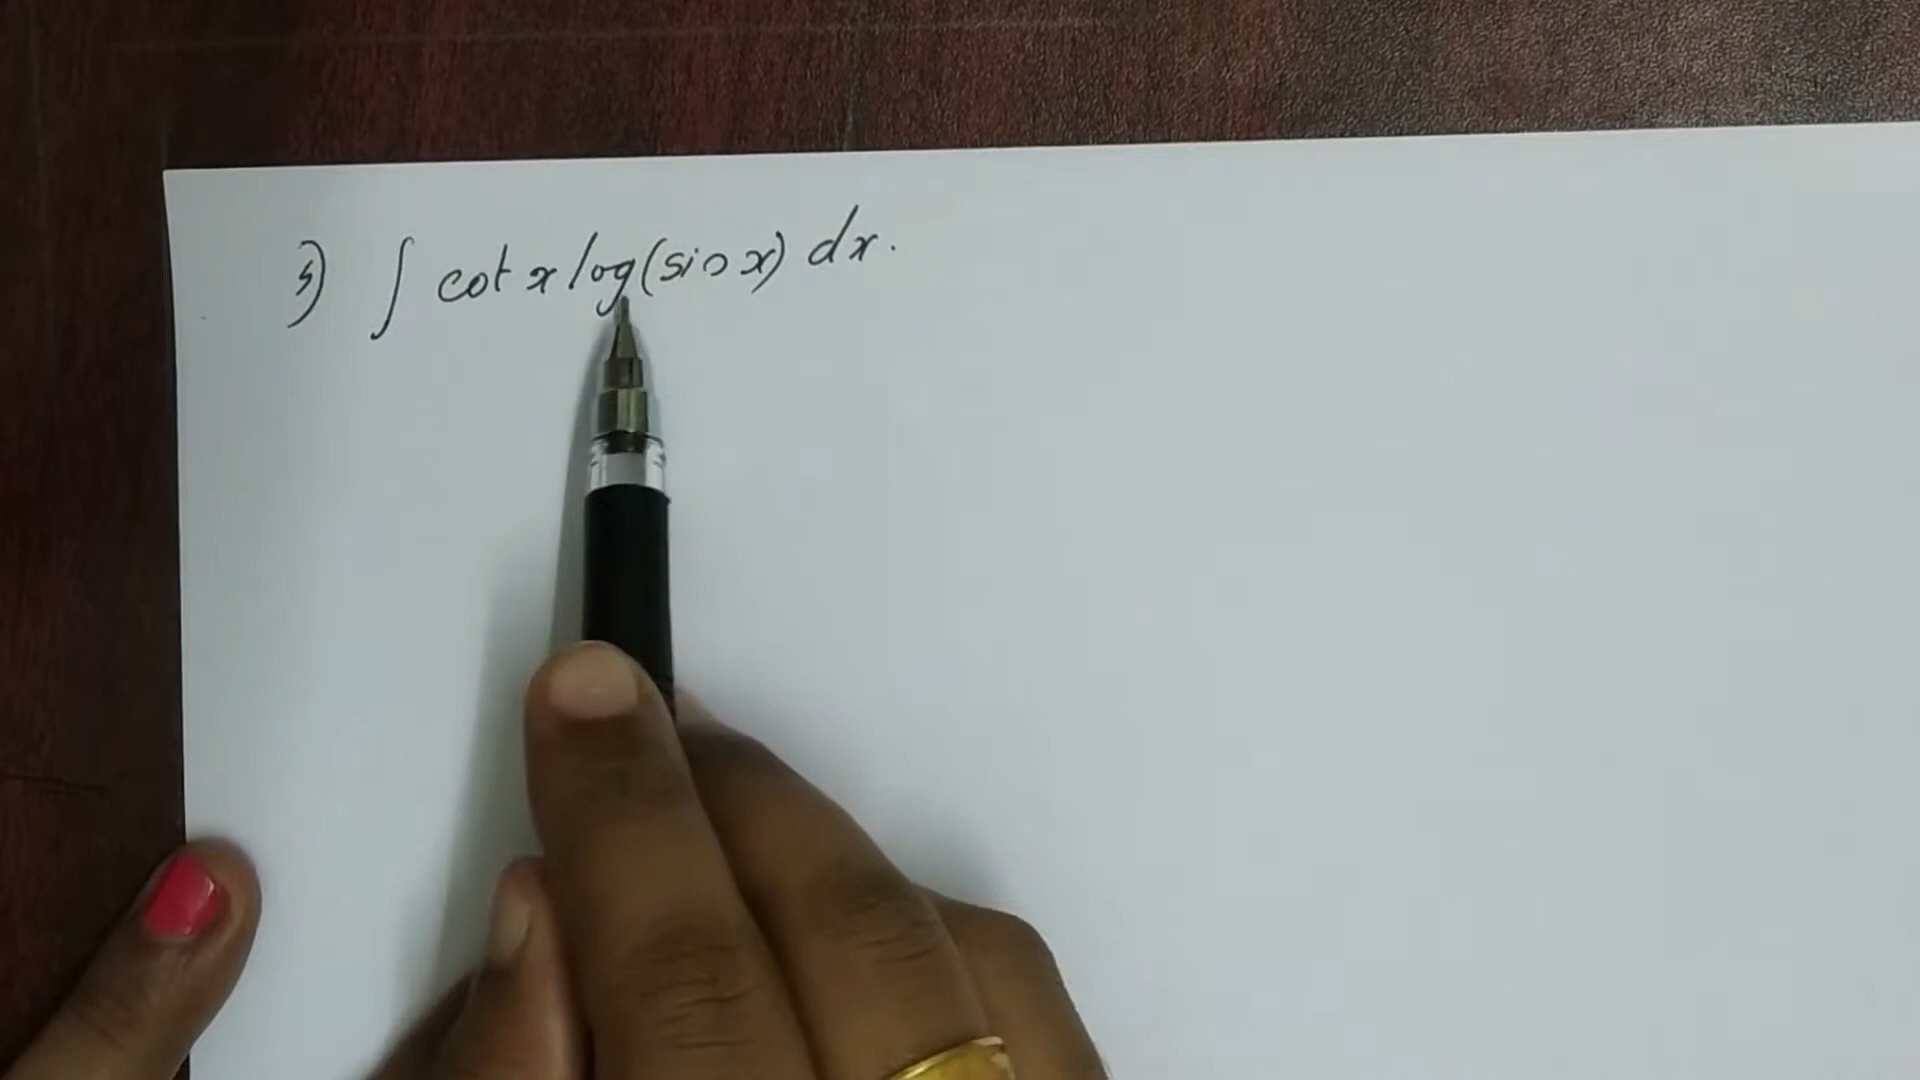 3) ∫ cot x log(sin x) dx.